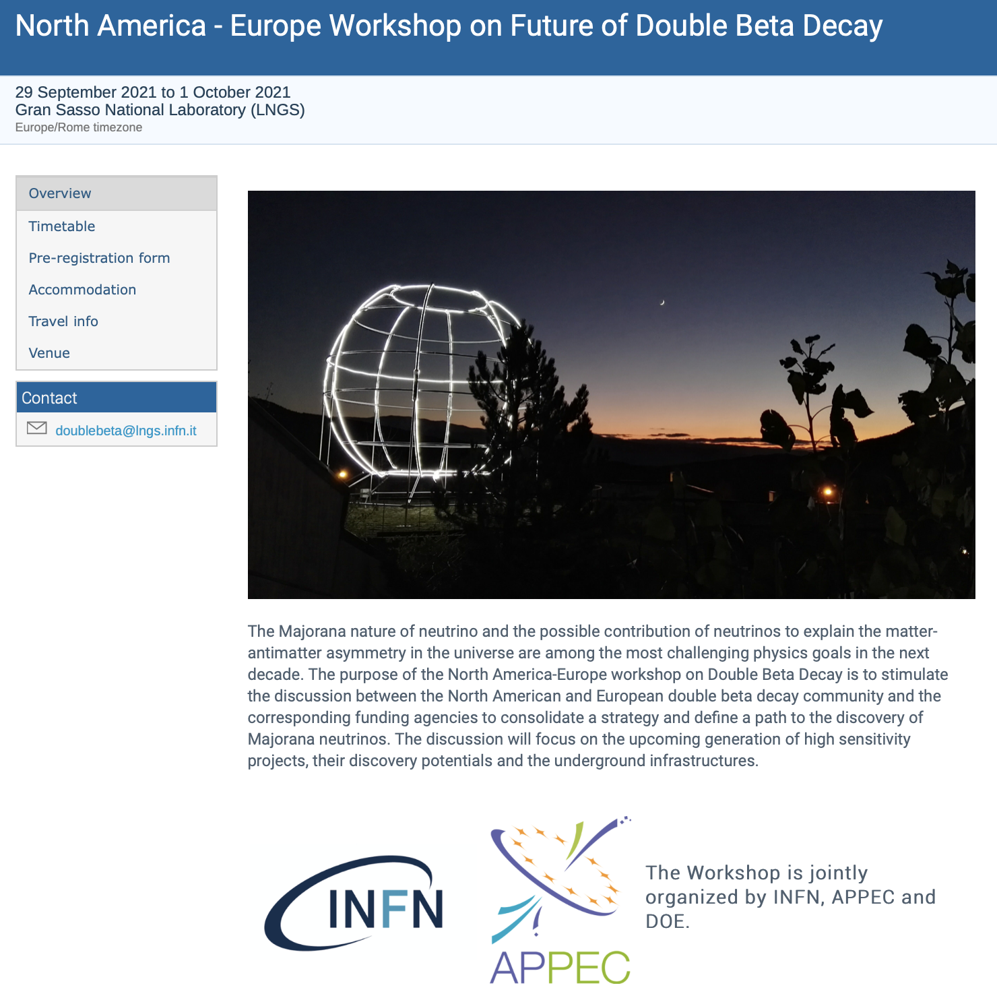 North America - Europe Workshop on Future of Double Beta Decay
29 September 2021 to 1 October 2021
Gran Sasso National Laboratory (LNGS)
Europe/Rome timezone
Overview
Timetable
Pre-registration form
Accommodation
Travel info
Venue
Contact
doublebeta@lngs.infn.it
The Majorana nature of neutrino and the possible contribution of neutrinos to explain the matter-
antimatter asymmetry in the universe are among the most challenging physics goals in the next
decade. The purpose of the North America-Europe workshop on Double Beta Decay is to stimulate
the discussion between the North American and European double beta decay community and the
corresponding funding agencies to consolidate a strategy and define a path to the discovery of
Majorana neutrinos. The discussion will focus on the upcoming generation of high sensitivity
projects, their discovery potentials and the underground infrastructures.
INFN
APPEC
The Workshop is jointly
organized by INFN, APPEC and
DOE.